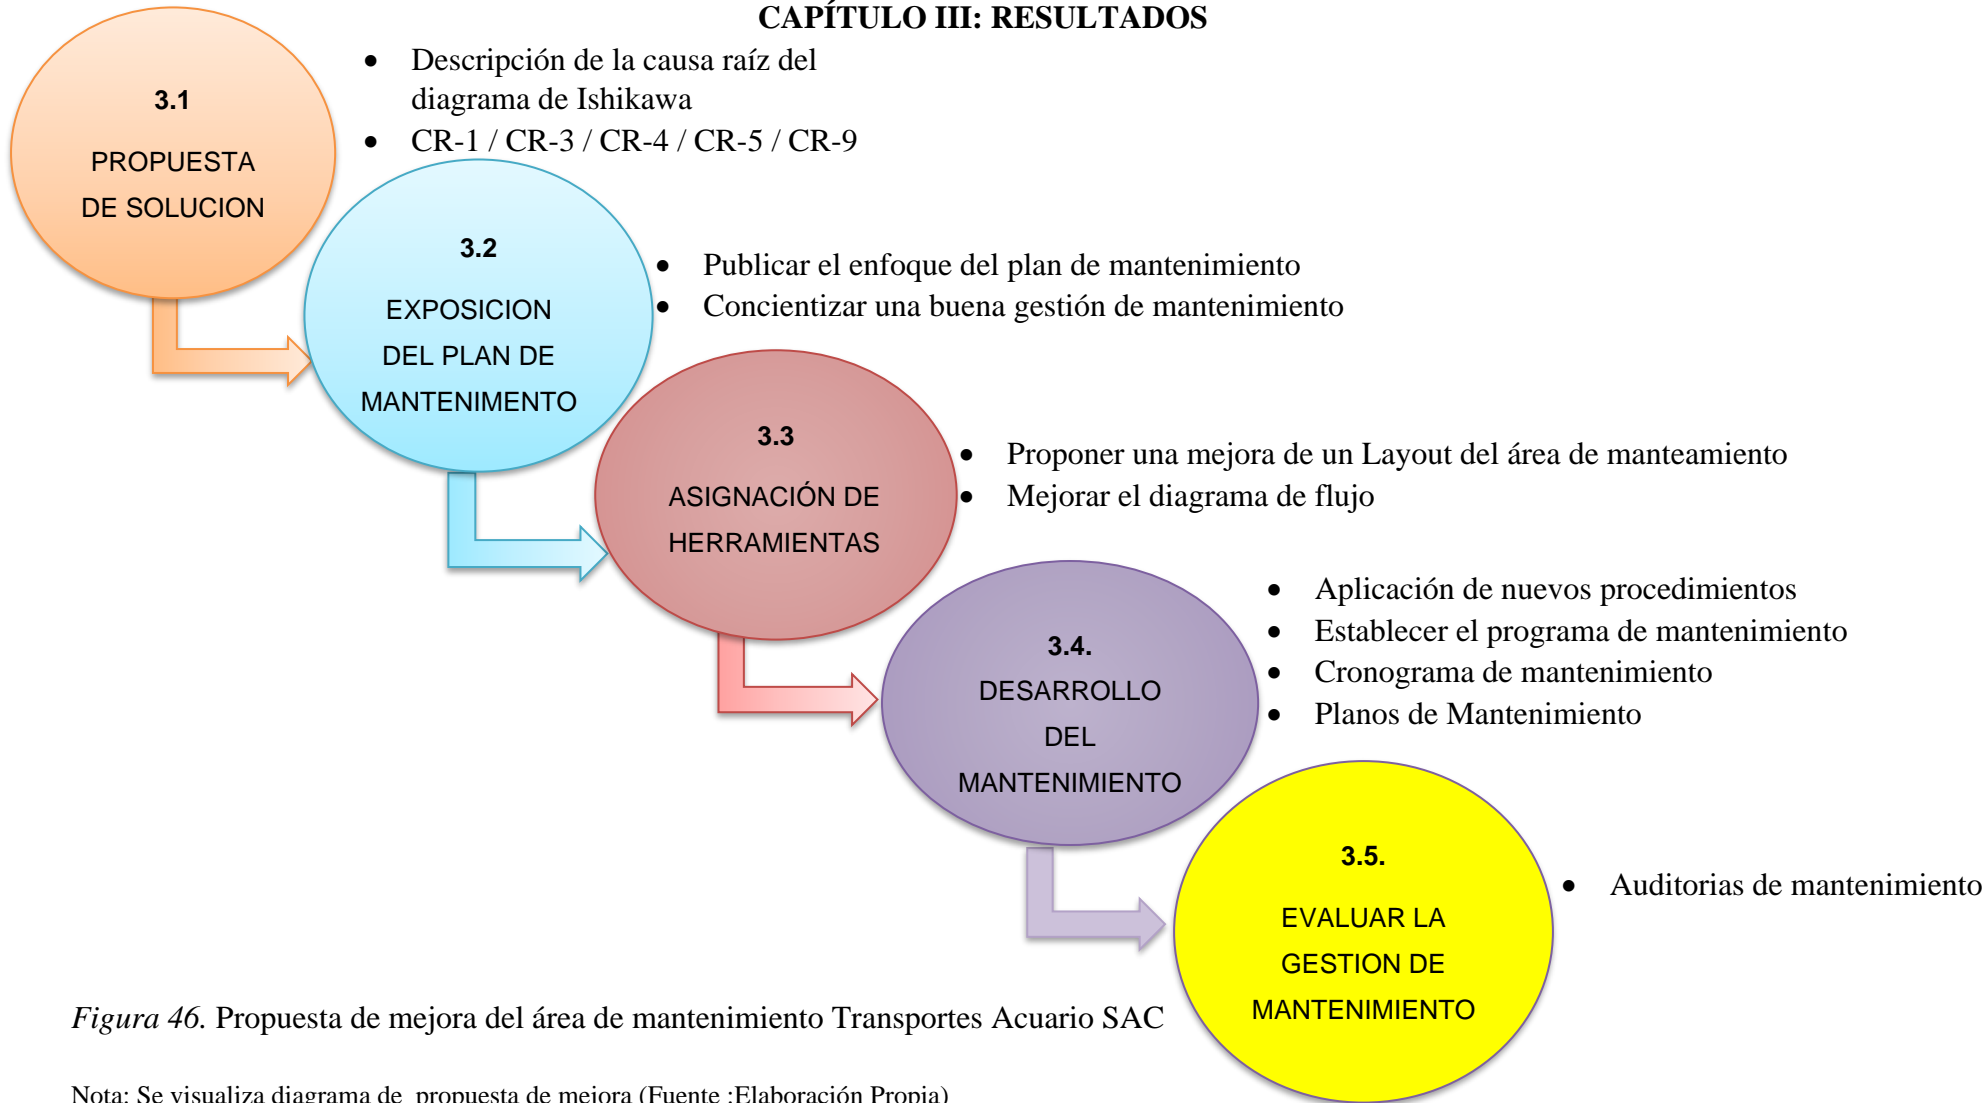 CAPÍTULO III: RESULTADOS
3.1
PROPUESTA
DE SOLUCION
• Descripción de la causa raíz del
diagrama de Ishikawa
• CR-1 / CR-3 / CR-4 / CR-5 / CR-9
3.2
EXPOSICION
DEL PLAN DE
MANTENIMENTO
• Publicar el enfoque del plan de mantenimiento
• Concientizar una buena gestión de mantenimiento
3.3
ASIGNACIÓN DE
HERRAMIENTAS
• Proponer una mejora de un Layout del área de manteamiento
• Mejorar el diagrama de flujo
3.4.
DESARROLLO
DEL
MANTENIMIENTO
• Aplicación de nuevos procedimientos
• Establecer el programa de mantenimiento
• Cronograma de mantenimiento
• Planos de Mantenimiento
3.5.
EVALUAR LA
GESTION DE
MANTENIMIENTO
• Auditorias de mantenimiento
Figura 46. Propuesta de mejora del área de mantenimiento Transportes Acuario SAC
Nota: Se visualiza diagrama de propuesta de mejora (Fuente :Elaboración Propia)